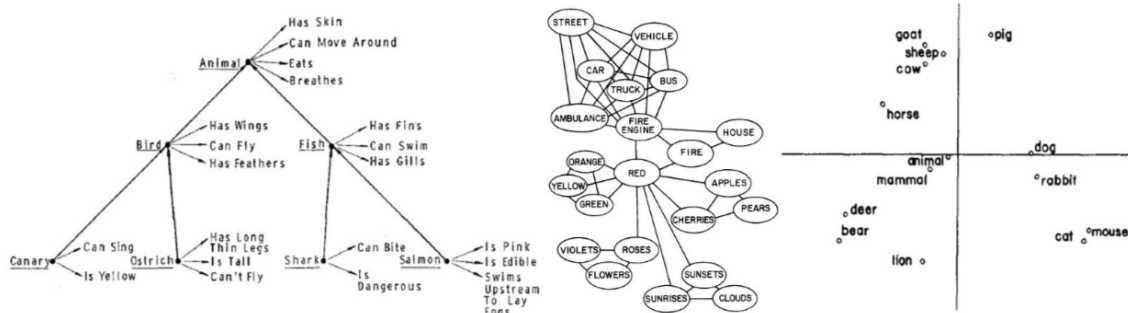 Has Skin
Can Move Around
Animal
Eats
Breathes
Has Wings
Bird
Can Fly
Has Feathers
Has Fins
Fish
Can Swim
Has Gills
Can Sing
Canary
Is Yellow
Has Long
Thin Legs
Ostrich
Is Tall
Can't Fly
Can Bite
Shark
Is
Dangerous
Is Pink
Salmon
Is Edible
Swims
Upstream
To Lay
STREET
VEHICLE
CAR
BUS
TRUCK
AMBULANCE
FIRE
ENGINE
HOUSE
FIRE
ORANGE
RED
YELLOW
GREEN
APPLES
PEARS
CHERRIES
VIOLETS
ROSES
FLOWERS
SUNSETS
SUNRISES
CLOUDS
goat
pig
sheep
cow
horse
dog
animal
mammal
rabbit
deer
bear
cat
mouse
lion